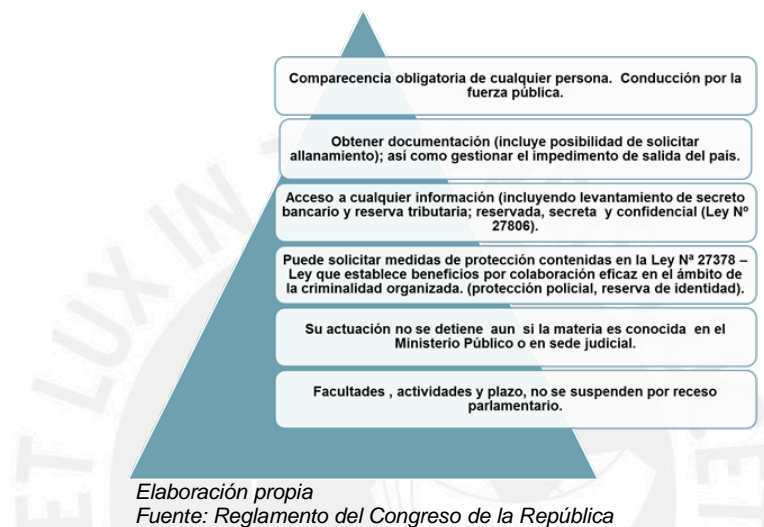 Comparecencia obligatoria de cualquier persona. Conducción por la
fuerza pública.
Obtener documentación (incluye posibilidad de solicitar
allanamiento); así como gestionar el impedimento de salida del país.
Acceso a cualquier información (incluyendo levantamiento de secreto
bancario y reserva tributaria; reservada, secreta y confidencial (Ley Nº
27806).
Puede solicitar medidas de protección contenidas en la Ley Nª 27378 –
Ley que establece beneficios por colaboración eficaz en el ámbito de
la criminalidad organizada. (protección policial, reserva de identidad).
Su actuación no se detiene aun si la materia es conocida en el
Ministerio Público o en sede judicial.
Facultades , actividades y plazo, no se suspenden por receso
parlamentario.
Elaboración propia
Fuente: Reglamento del Congreso de la República
ET LUX IN